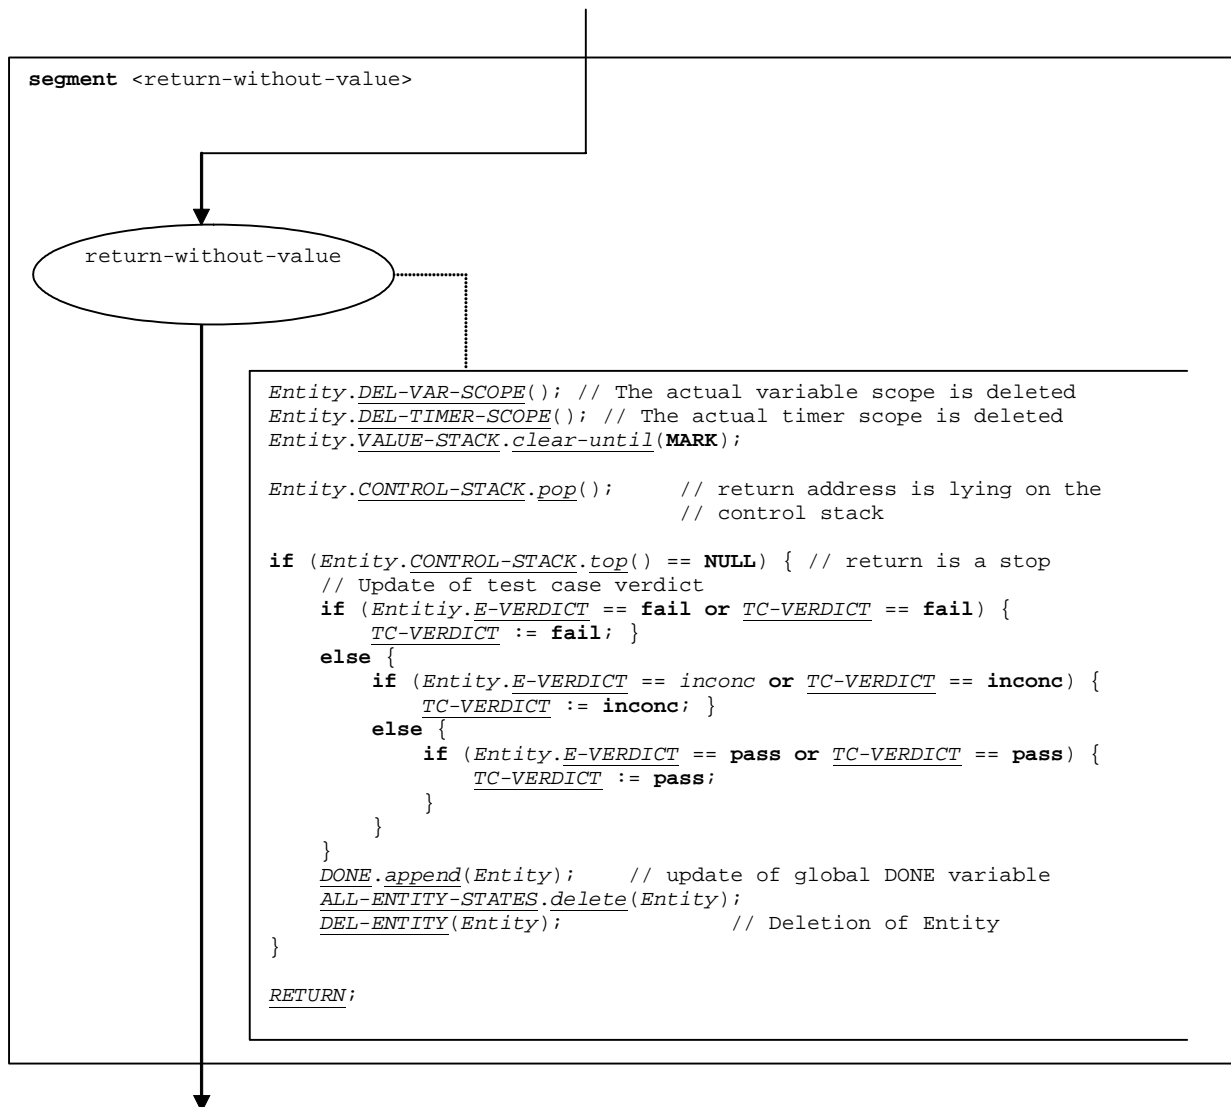 segment <return-without-value>
return-without-value
Entity.DEL-VAR-SCOPE(); // The actual variable scope is deleted
Entity.DEL-TIMER-SCOPE(); // The actual timer scope is deleted
Entity.VALUE-STACK.clear-until(MARK);
Entity.CONTROL-STACK.pop(); // return address is lying on the
// control stack
if (Entity.CONTROL-STACK.top() == NULL) { // return is a stop
// Update of test case verdict
if (Entitiy.E-VERDICT == fail or TC-VERDICT == fail) {
TC-VERDICT := fail; }
else {
if (Entity.E-VERDICT == inconc or TC-VERDICT == inconc) {
TC-VERDICT := inconc; }
else {
if (Entity.E-VERDICT == pass or TC-VERDICT == pass) {
TC-VERDICT := pass;
}
}
}
DONE.append(Entity); // update of global DONE variable
ALL-ENTITY-STATES.delete(Entity);
DEL-ENTITY(Entity); // Deletion of Entity
}
RETURN;